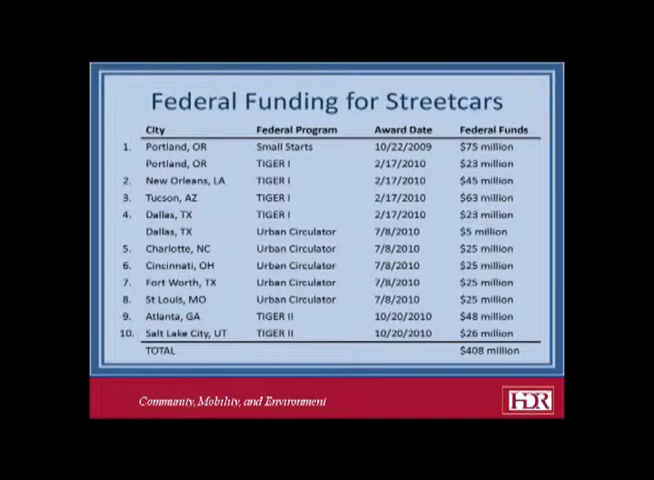 Federal Funding for Streetcars
City Federal Program Award Date Federal Funds
1. Portland, OR Small Starts 10/22/2009 $75 million
Portland, OR TIGER I 2/17/2010 $23 million
2. New Orleans, LA TIGER I 2/17/2010 $45 million
3. Tucson, AZ TIGER I 2/17/2010 $63 million
4. Dallas, TX TIGER I 2/17/2010 $23 million
Dallas, TX Urban Circulator 7/8/2010 $5 million
5. Charlotte, NC Urban Circulator 7/8/2010 $25 million
6. Cincinnati, OH Urban Circulator 7/8/2010 $25 million
7. Fort Worth, TX Urban Circulator 7/8/2010 $25 million
8. St Louis, MO Urban Circulator 7/8/2010 $25 million
9. Atlanta, GA TIGER II 10/20/2010 $48 million
10. Salt Lake City, UT TIGER II 10/20/2010 $26 million
TOTAL $408 million
Community, Mobility, and Environment
HDR